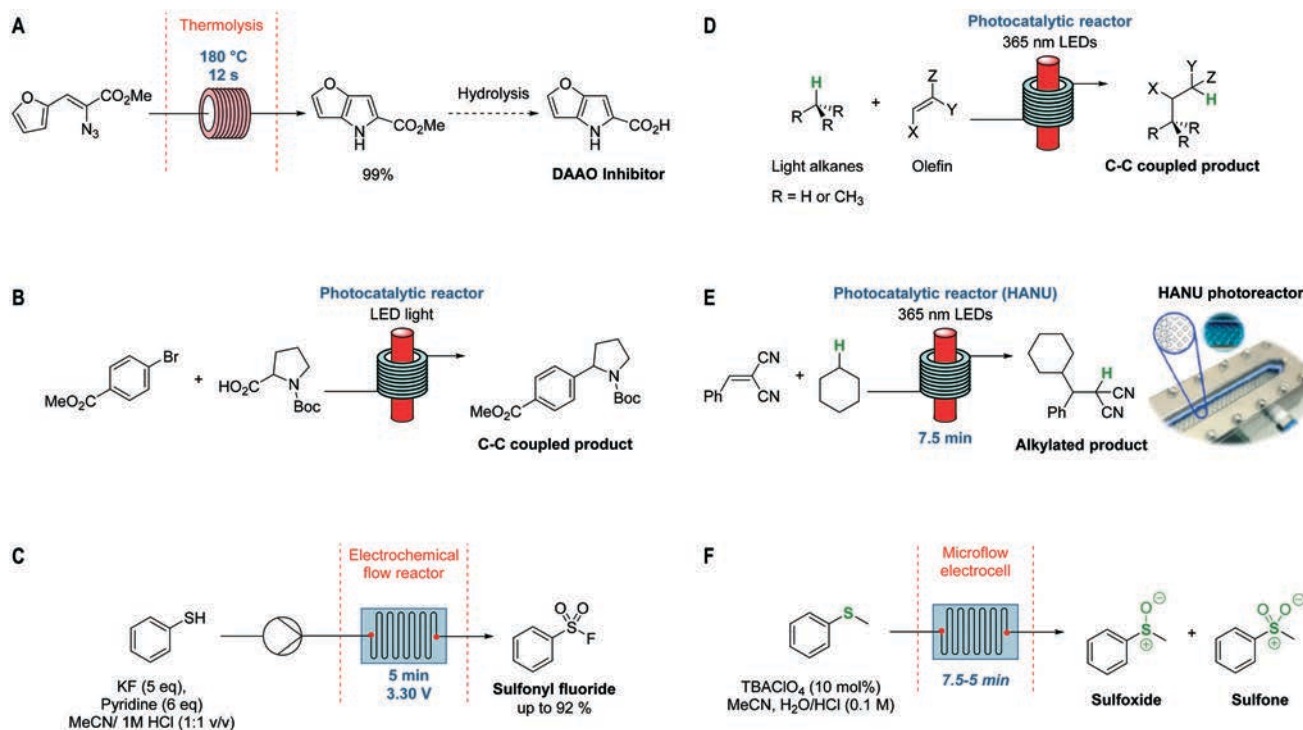 A
Thermolysis
180 °C
12 s
CO₂Me
N₃
O
O
N
H
CO₂Me
99%
Hydrolysis
O
N
H
CO₂H
DAAO Inhibitor
B
Photocatalytic reactor
LED light
Br
MeO₂C
+
HO₂C
N
Boc
MeO₂C
N
Boc
C-C coupled product
C
Electrochemical
flow reactor
SH
KF (5 eq),
Pyridine (6 eq)
MeCN/ 1M HCl (1:1 v/v)
5 min
3.30 V
O O
S
F
Sulfonyl fluoride
up to 92 %
D
Photocatalytic reactor
365 nm LEDs
H
R R
R
Light alkanes
R = H or CH₃
+
Z
Y
X
Olefin
Y
Z
X
H
R R
R
C-C coupled product
E
Photocatalytic reactor (HANU)
365 nm LEDs
HANU photoreactor
CN
Ph
CN
+
H
7.5 min
H
CN
Ph CN
Alkylated product
F
Microflow
electrocell
S
TBAClO₄ (10 mol%)
MeCN, H₂O/HCl (0.1 M)
7.5-5 min
O ⊖
S
⊕
Sulfoxide
+
O O ⊖
S
⊕
Sulfone